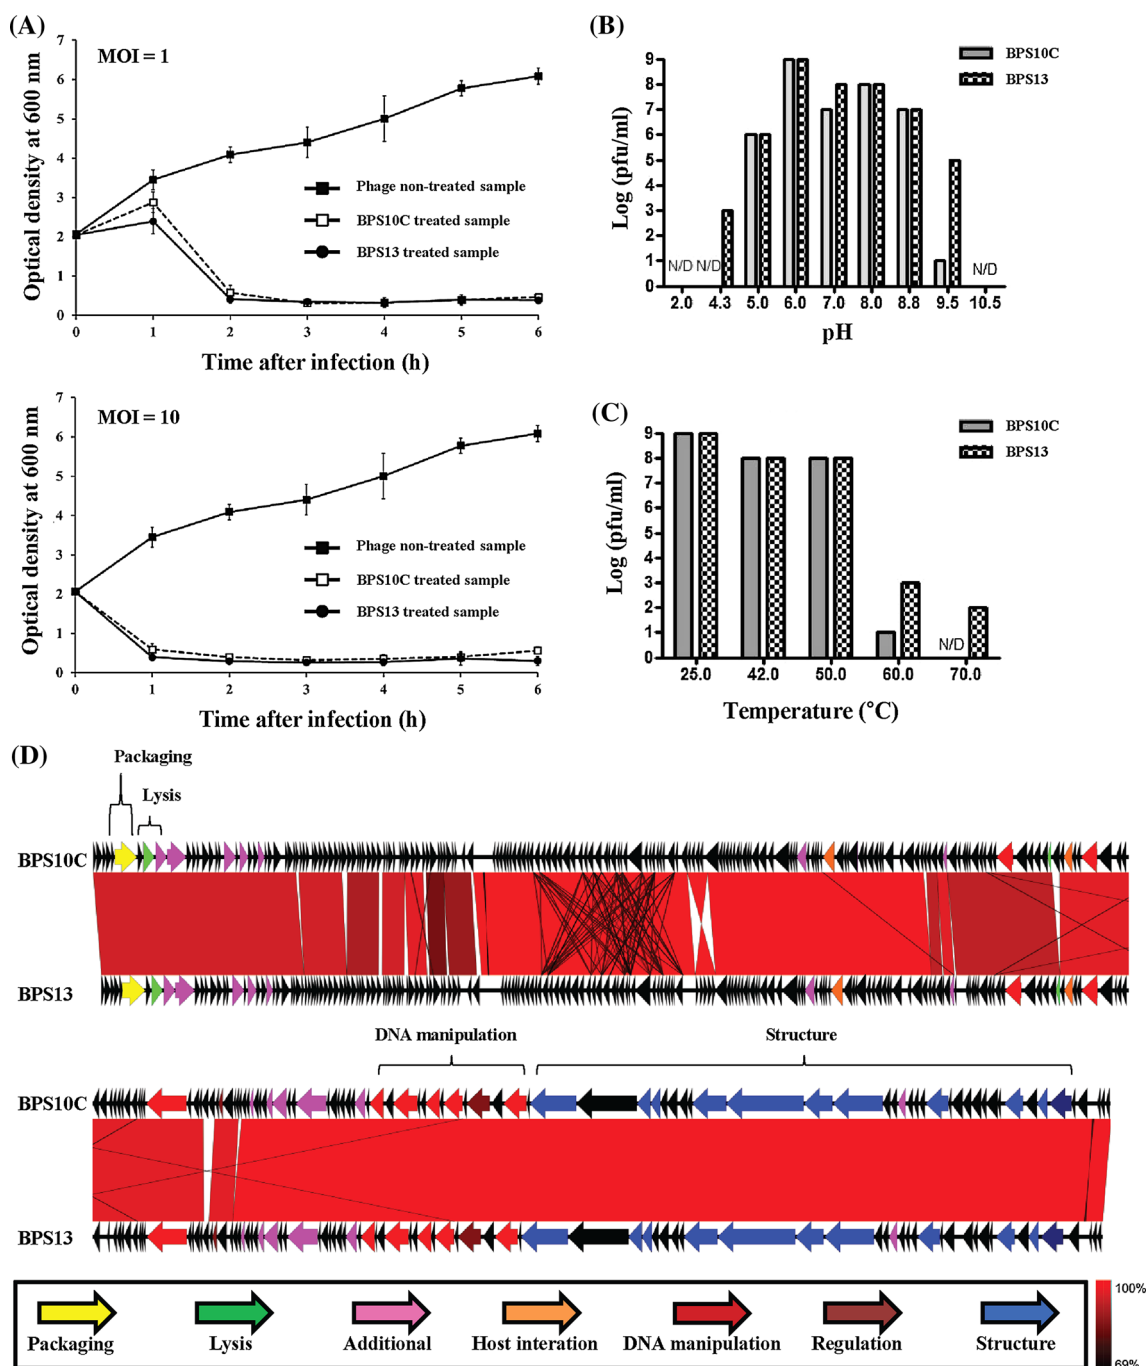 (A)
7
6
5
4
3
2
1
0
Optical density at 600 nm
MOI = 1
Phage non-treated sample
BPS10C treated sample
BPS13 treated sample
0 1 2 3 4 5 6
Time after infection (h)
7
6
5
4
3
2
1
0
Optical density at 600 nm
MOI = 10
Phage non-treated sample
BPS10C treated sample
BPS13 treated sample
0 1 2 3 4 5 6
Time after infection (h)
(B)
BPS10C
BPS13
9
8
7
6
5
4
3
2
1
0
Log (pfu/ml)
N/D N/D N/D
2.0 4.3 5.0 6.0 7.0 8.0 8.8 9.5 10.5
pH
(C)
BPS10C
BPS13
9
8
7
6
5
4
3
2
1
0
Log (pfu/ml)
N/D
25.0 42.0 50.0 60.0 70.0
Temperature (°C)
(D)
Packaging
Lysis
BPS10C
BPS13
DNA manipulation
Structure
BPS10C
BPS13
Packaging Lysis Additional Host interation DNA manipulation Regulation Structure
100%
69%